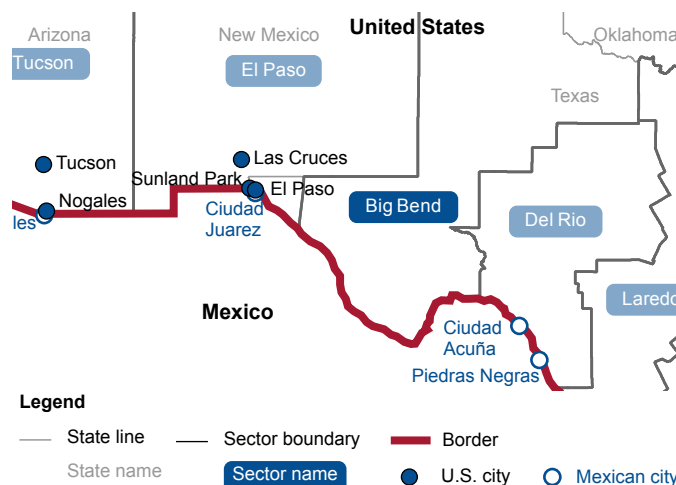 United States
Arizona
New Mexico
Oklahoma
Tucson
El Paso
Texas
Las Cruces
Tucson
Sunland Park
El Paso
Nogales
Ciudad
Juarez
Big Bend
Del Rio
les
Mexico
Laredo
Ciudad
Acuña
Piedras Negras
Legend
State line
Sector boundary
Border
State name
Sector name
U.S. city
Mexican city